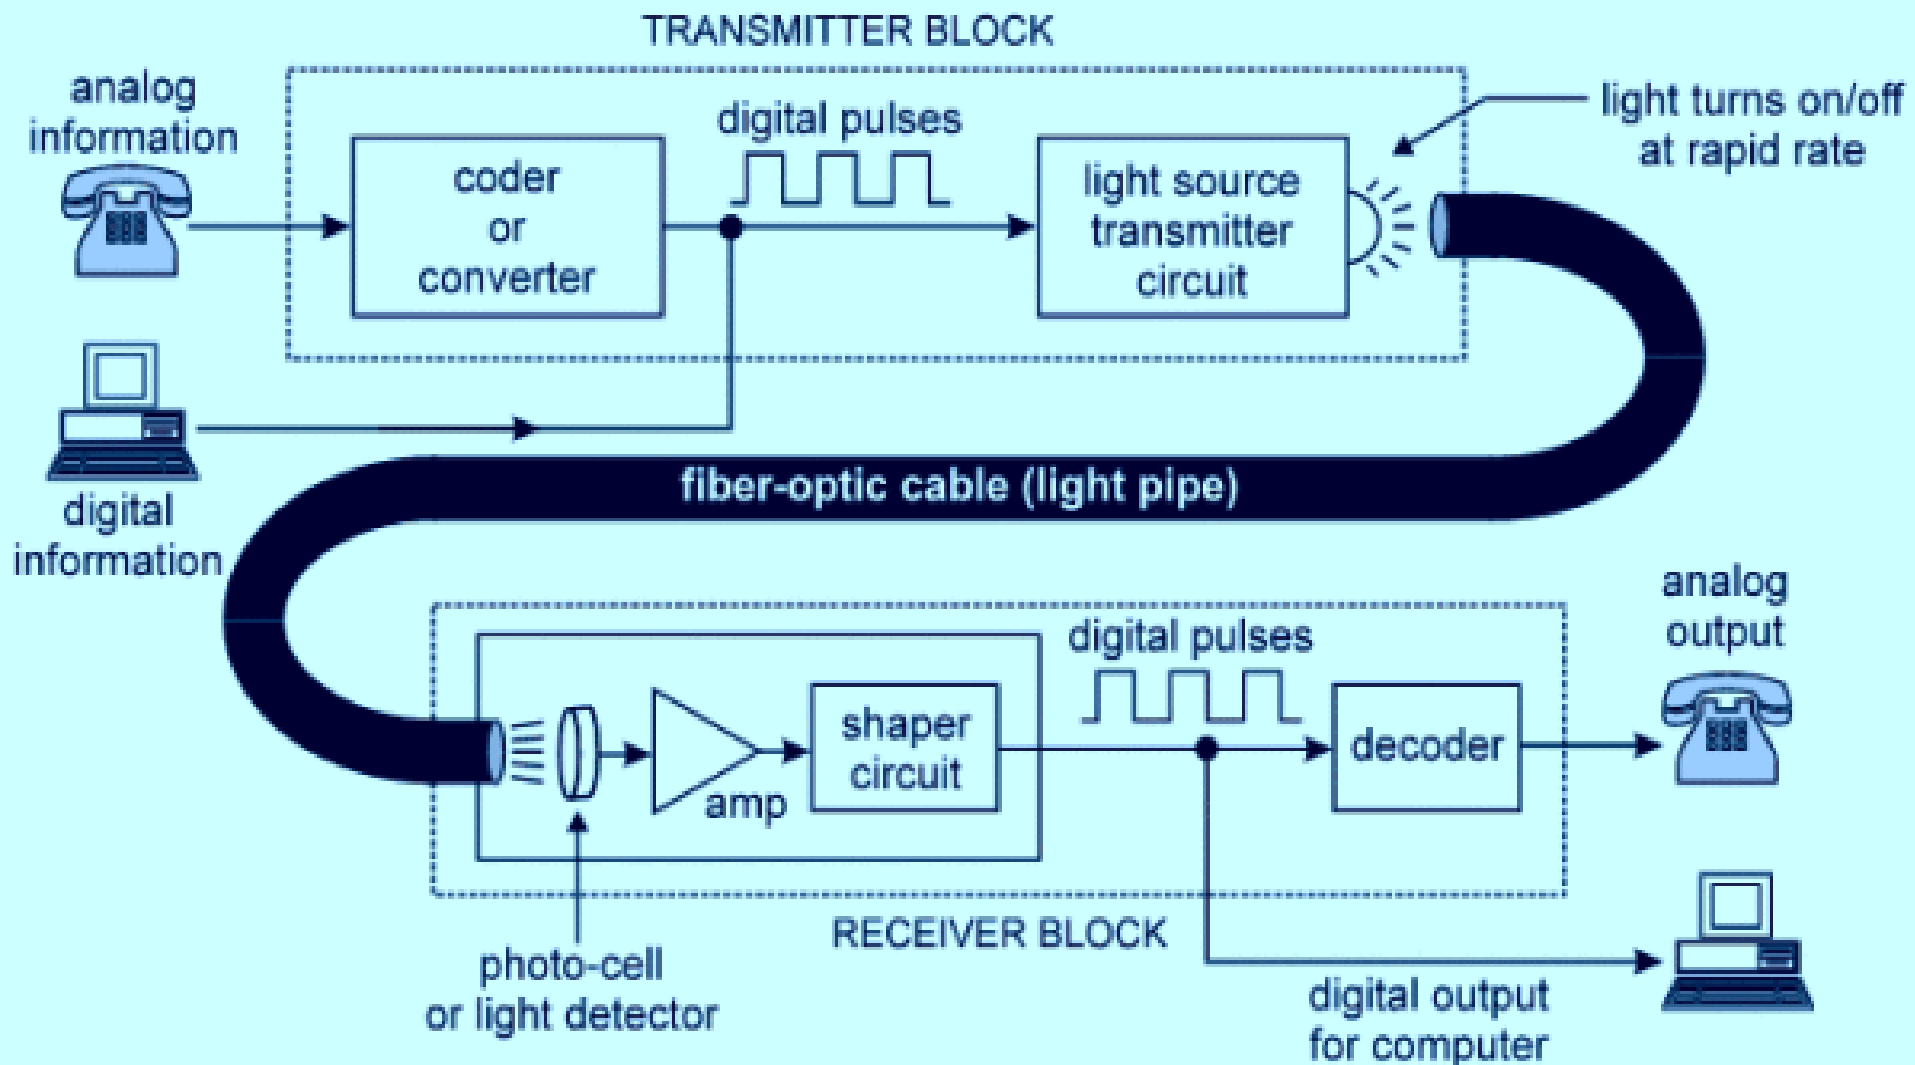 TRANSMITTER BLOCK
analog
information
digital pulses
light turns on/off
at rapid rate
coder
or
converter
light source
transmitter
circuit
digital
information
fiber-optic cable (light pipe)
analog
output
digital pulses
shaper
circuit
decoder
amp
RECEIVER BLOCK
photo-cell
or light detector
digital output
for computer